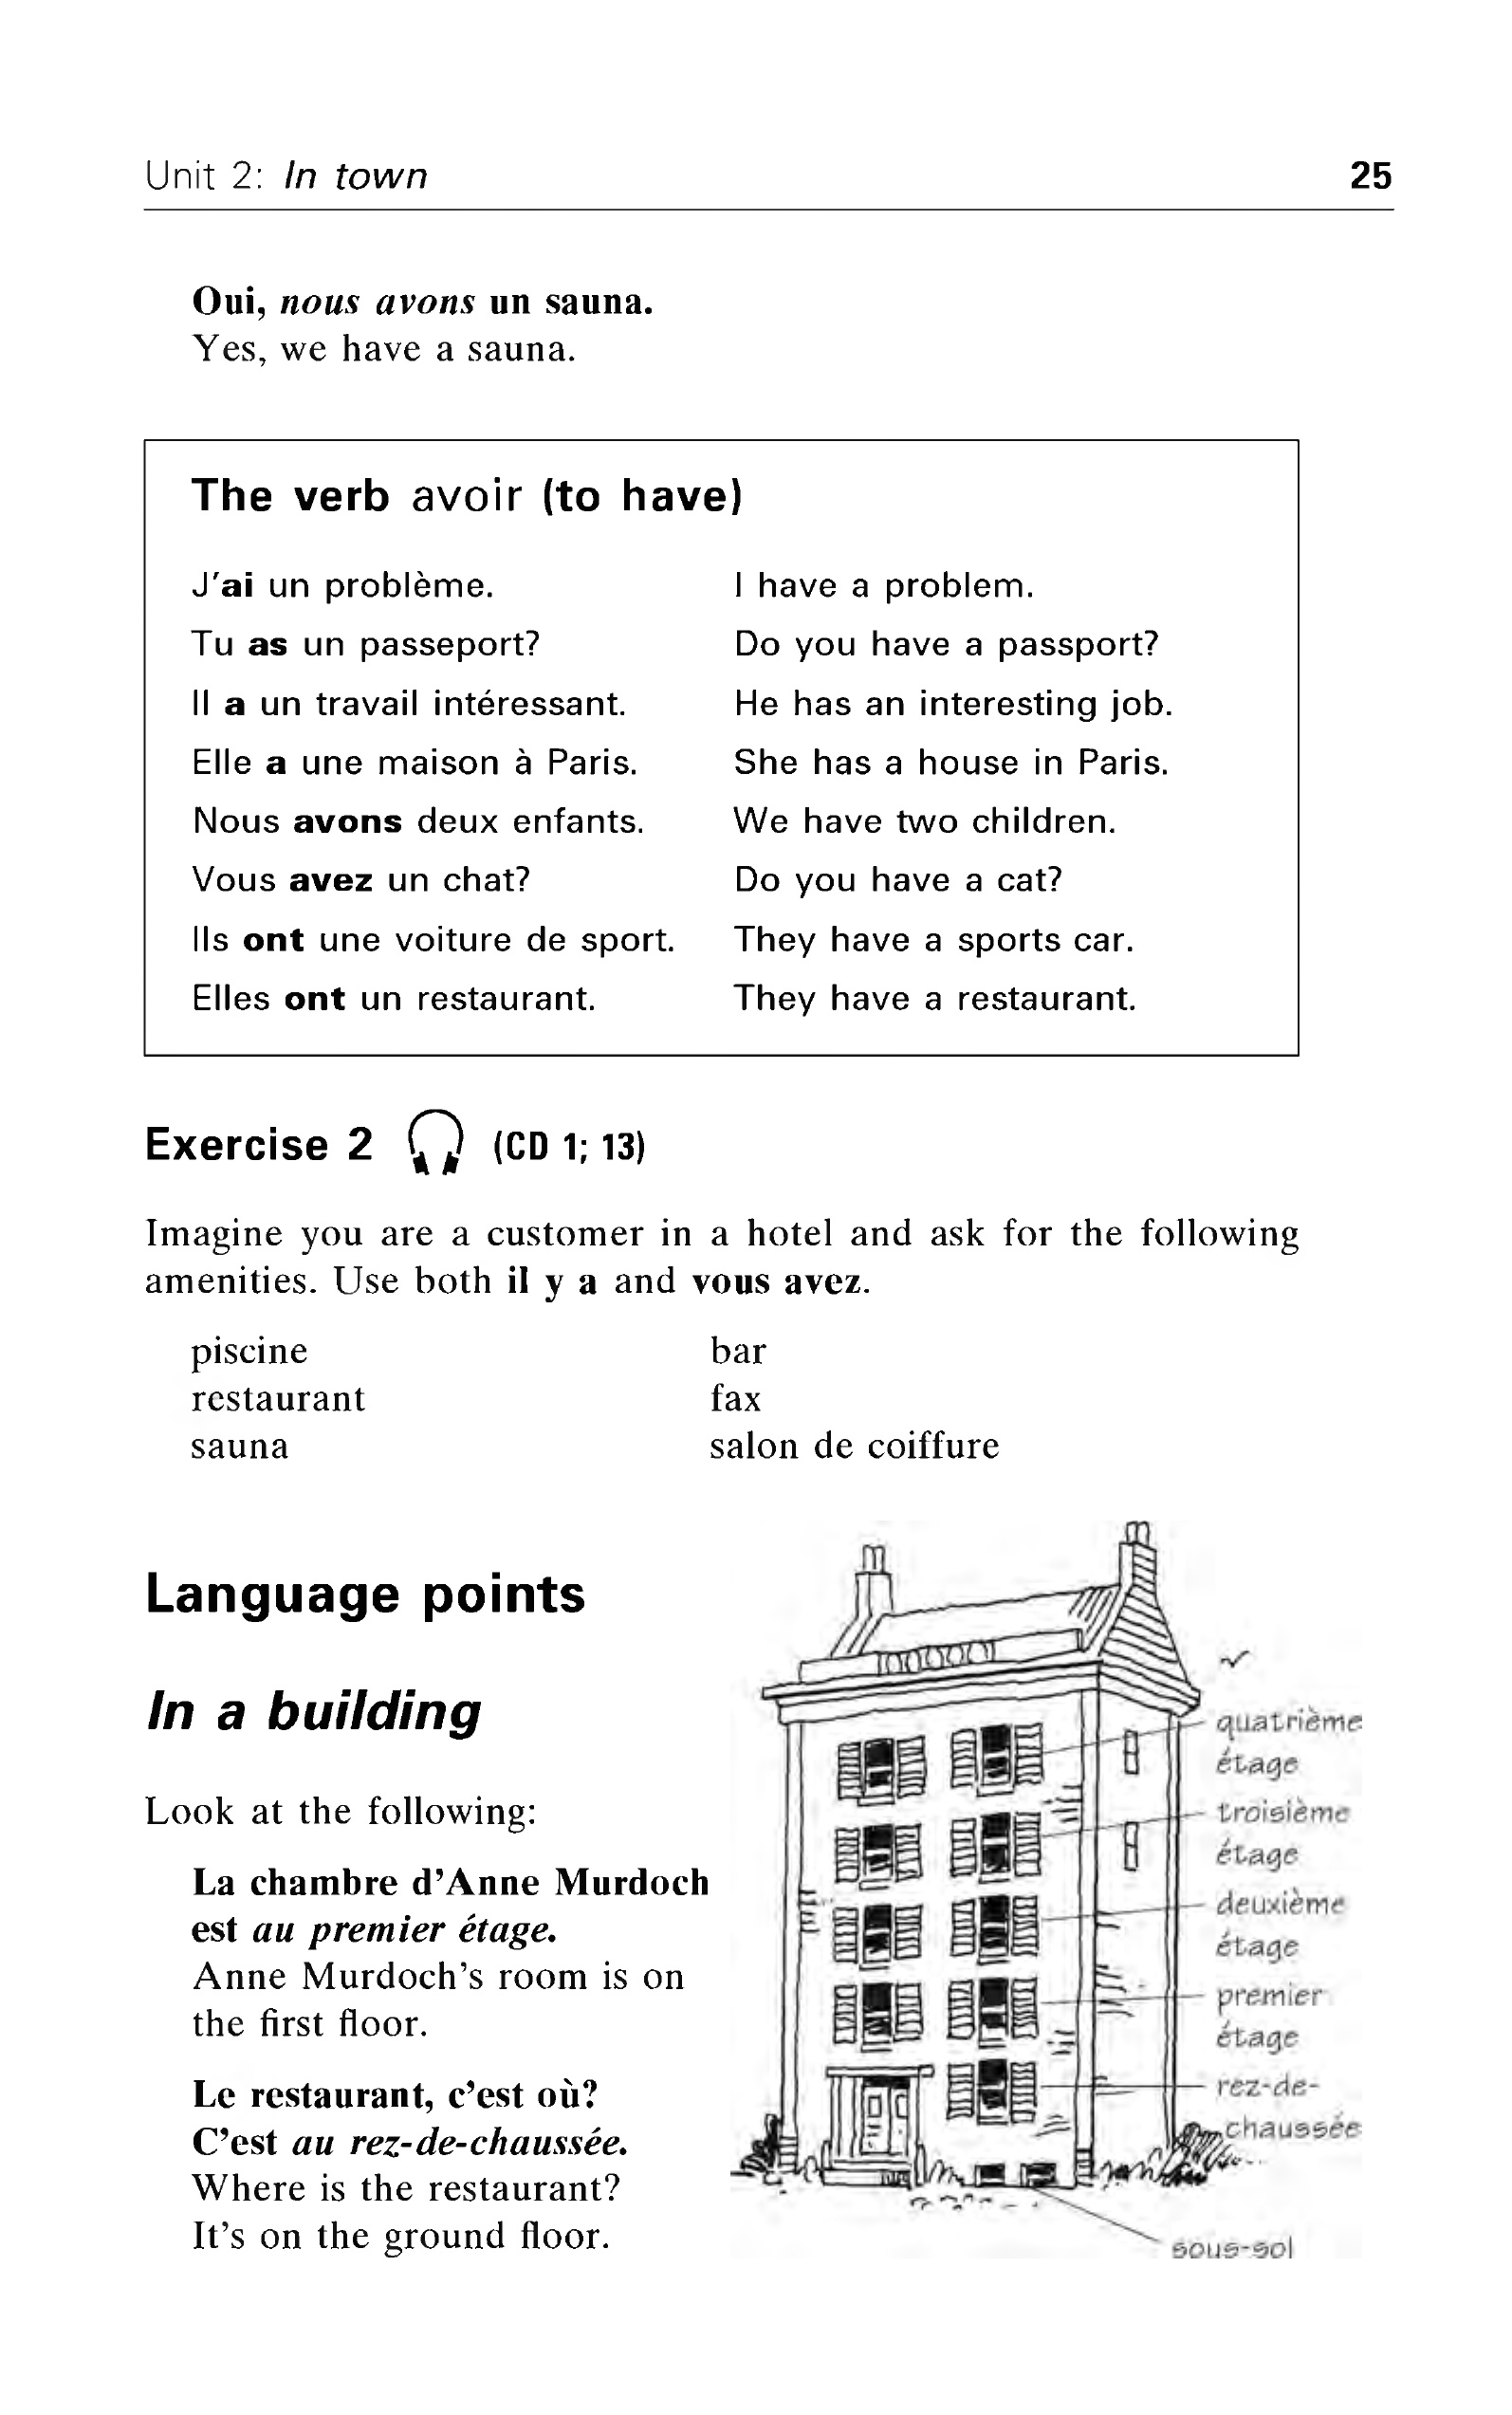 Unit 2: In town 25
Oui, nous avons un sauna.
Yes, we have a sauna.
The verb avoir (to have)
J'ai un problème. I have a problem.
Tu as un passeport? Do you have a passport?
Il a un travail intéressant. He has an interesting job.
Elle a une maison à Paris. She has a house in Paris.
Nous avons deux enfants. We have two children.
Vous avez un chat? Do you have a cat?
Ils ont une voiture de sport. They have a sports car.
Elles ont un restaurant. They have a restaurant.
Exercise 2 (CD 1; 13)
Imagine you are a customer in a hotel and ask for the following
amenities. Use both il y a and vous avez.
piscine bar
restaurant fax
sauna salon de coiffure
Language points
In a building
Look at the following:
La chambre d'Anne Murdoch
est au premier étage.
Anne Murdoch's room is on
the first floor.
Le restaurant, c'est où?
C'est au rez-de-chaussée.
Where is the restaurant?
It's on the ground floor.
quatrième
étage
troisième
étage
deuxième
étage
premier
étage
rez-de-
chaussée
sous-sol